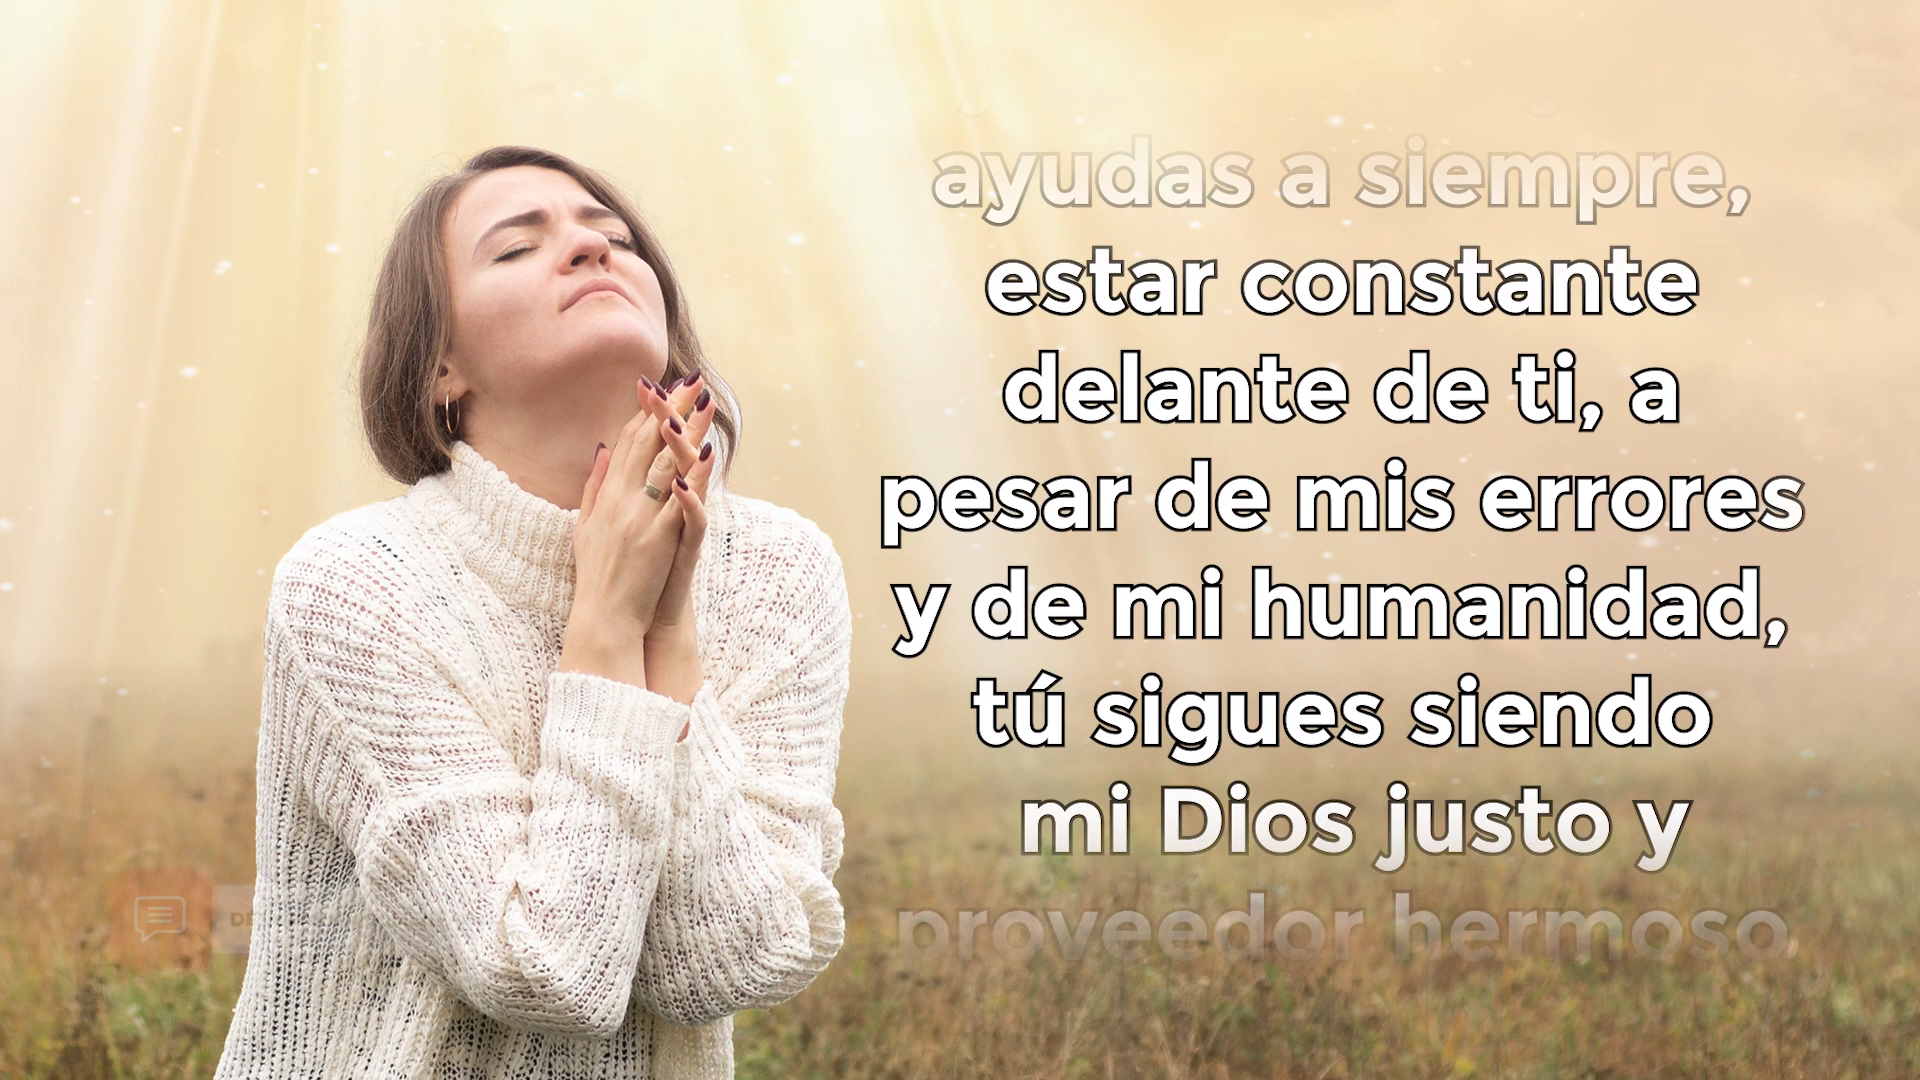 ayudas a siempre,
estar constante
delante de ti, a
pesar de mis errores
y de mi humanidad,
tú sigues siendo
mi Dios justo y
proveedor hermoso